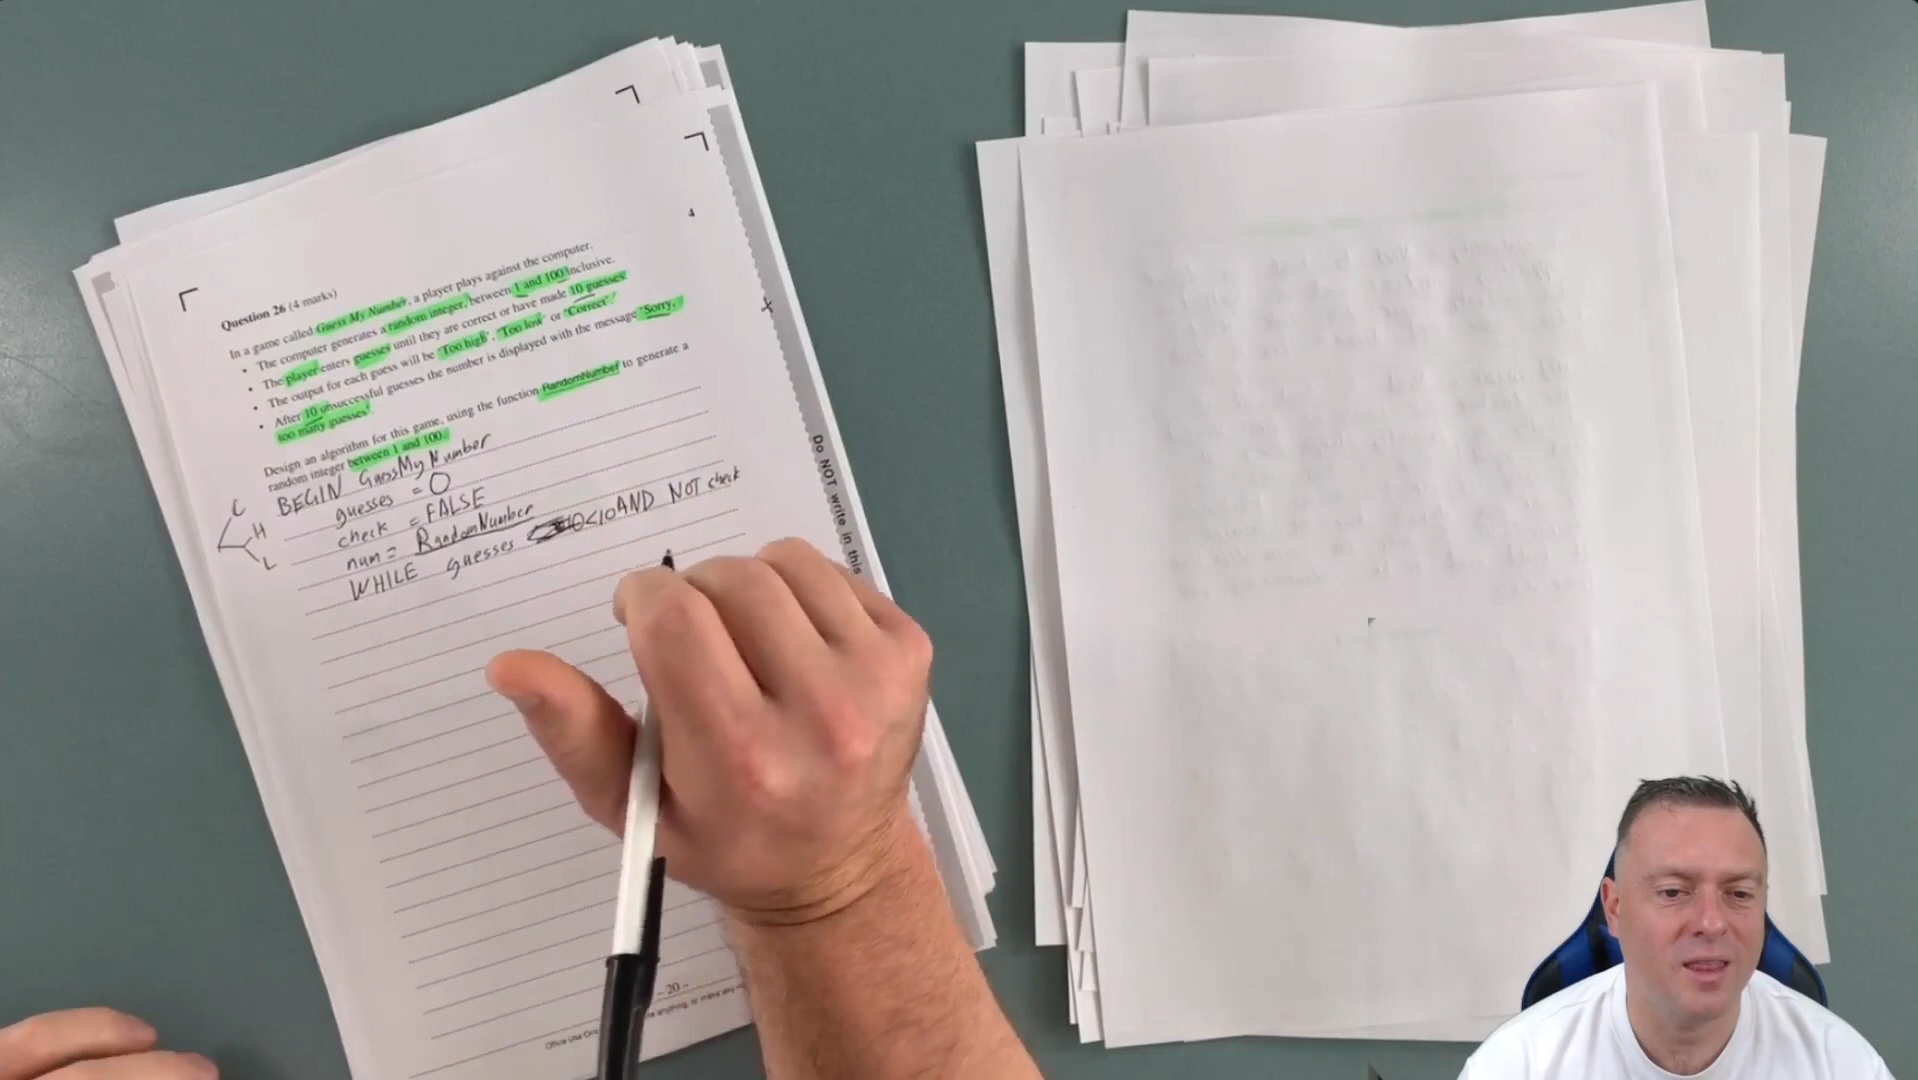 4
Question 26 (4 marks)
In a game called Guess My Number, a player plays against the computer.
• The computer generates a random integer, between 1 and 100 inclusive.
• The player enters guesses until they are correct or have made 10 guesses.
• The output for each guess will be 'Too high', 'Too low' or 'Correct'.
• After 10 unsuccessful guesses the number is displayed with the message 'Sorry,
too many guesses'.
Design an algorithm for this game, using the function RandomNumber to generate a
random integer between 1 and 100.
BEGIN GuessMyNumber
guesses = 0
check = FALSE
num = RandomNumber
WHILE guesses <10 AND NOT check
C
H
L
Do NOT write in this
– 20 –
Office Use